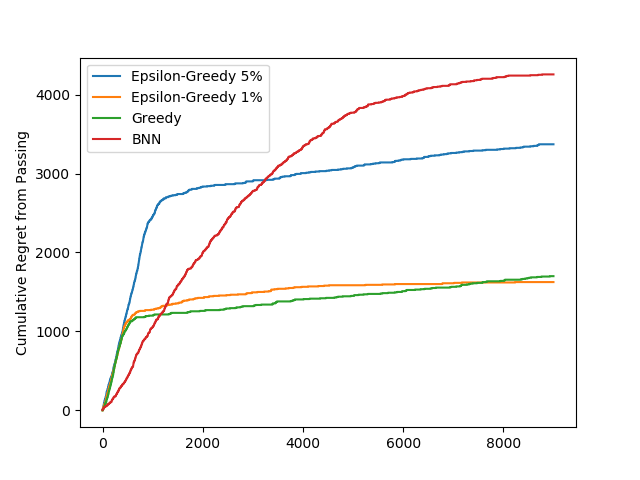 Epsilon-Greedy 5%
Epsilon-Greedy 1%
Greedy
BNN
Cumulative Regret from Passing
4000
3000
2000
1000
0
0 2000 4000 6000 8000